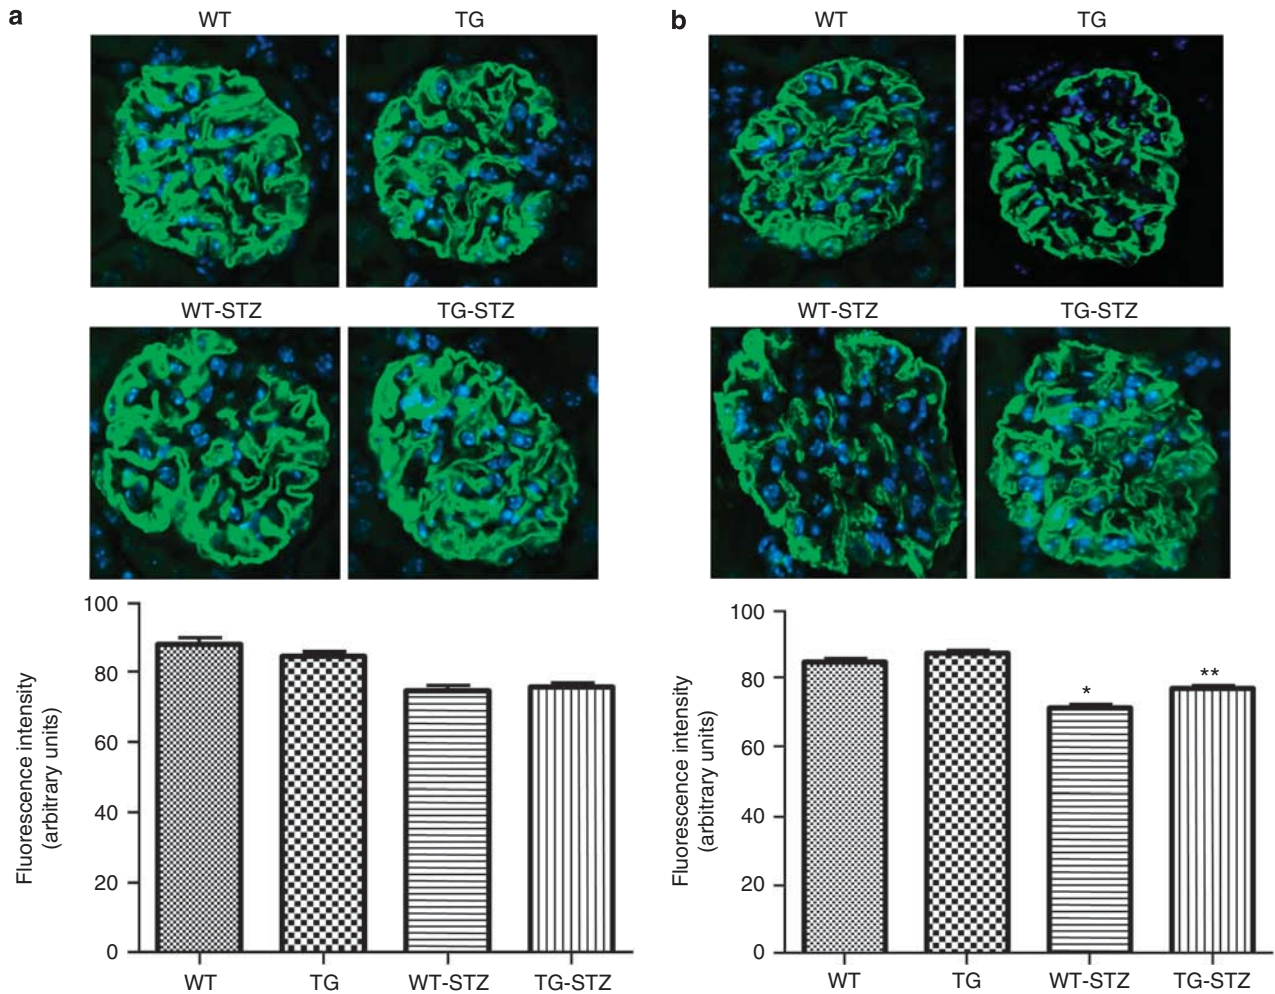 a
WT
TG
WT-STZ
TG-STZ
100
80
60
40
20
0
Fluorescence intensity
(arbitrary units)
WT
TG
WT-STZ
TG-STZ
b
WT
TG
WT-STZ
TG-STZ
100
80
60
40
20
0
Fluorescence intensity
(arbitrary units)
*
**
WT
TG
WT-STZ
TG-STZ